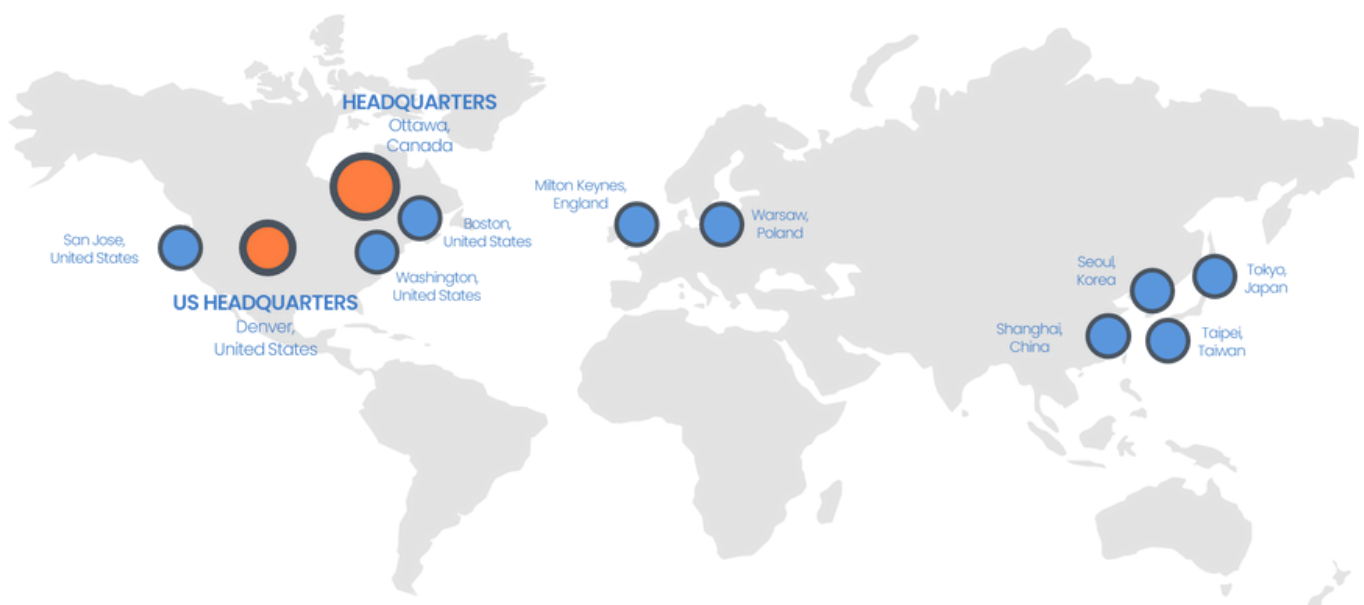 HEADQUARTERS
Ottawa,
Canada
Milton Keynes,
England
Warsaw,
Poland
Boston,
United States
San Jose,
United States
Washington,
United States
US HEADQUARTERS
Denver,
United States
Seoul,
Korea
Tokyo,
Japan
Shanghai,
China
Taipei,
Taiwan